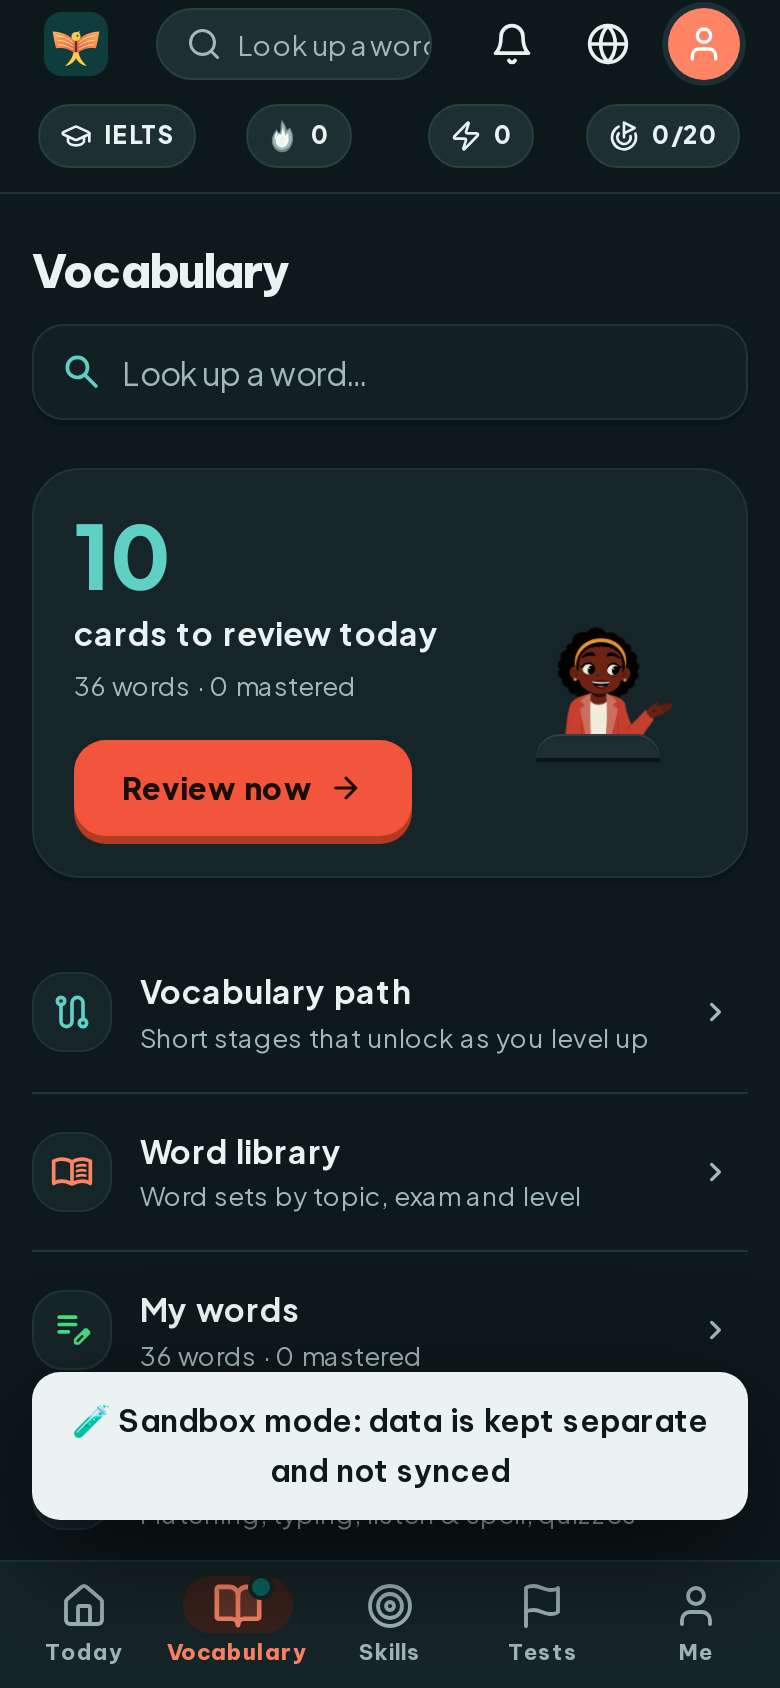 Look up a word
IELTS
0
0
0/20
Vocabulary
Look up a word...
10
cards to review today
36 words · 0 mastered
Review now
Vocabulary path
Short stages that unlock as you level up
Word library
Word sets by topic, exam and level
My words
36 words · 0 mastered
Sandbox mode: data is kept separate
and not synced
Today
Vocabulary
Skills
Tests
Me